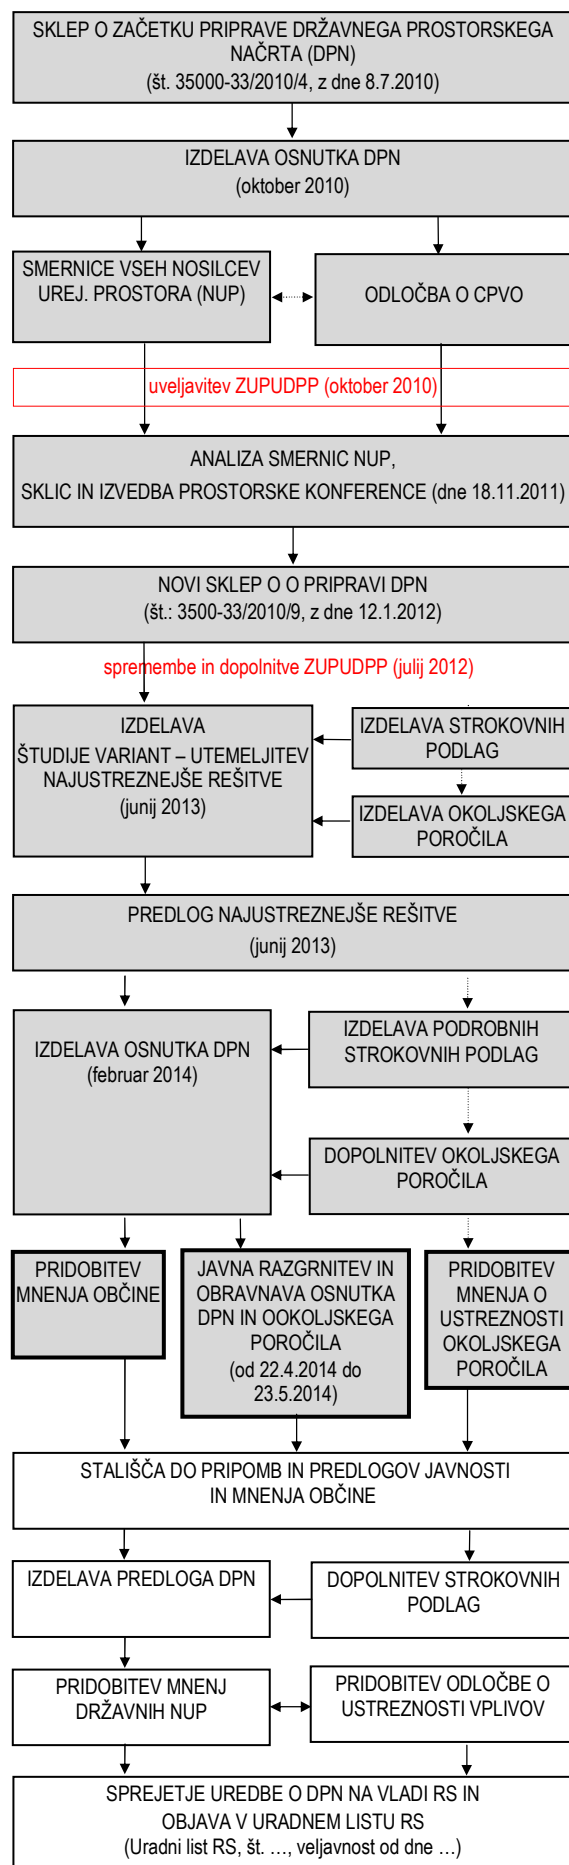 SKLEP O ZAČETKU PRIPRAVE DRŽAVNEGA PROSTORSKEGA
NAČRTA (DPN)
(št. 35000-33/2010/4, z dne 8.7.2010)
IZDELAVA OSNUTKA DPN
(oktober 2010)
SMERNICE VSEH NOSILCEV
UREJ. PROSTORA (NUP)
ODLOČBA O CPVO
uveljavitev ZUPUDPP (oktober 2010)
ANALIZA SMERNIC NUP,
SKLIC IN IZVEDBA PROSTORSKE KONFERENCE (dne 18.11.2011)
NOVI SKLEP O O PRIPRAVI DPN
(št.: 3500-33/2010/9, z dne 12.1.2012)
spremembe in dopolnitve ZUPUDPP (julij 2012)
IZDELAVA
ŠTUDIJE VARIANT – UTEMELJITEV
NAJUSTREZNEJŠE REŠITVE
(junij 2013)
IZDELAVA STROKOVNIH
PODLAG
IZDELAVA OKOLJSKEGA
POROČILA
PREDLOG NAJUSTREZNEJŠE REŠITVE
(junij 2013)
IZDELAVA OSNUTKA DPN
(februar 2014)
IZDELAVA PODROBNIH
STROKOVNIH PODLAG
DOPOLNITEV OKOLJSKEGA
POROČILA
PRIDOBITEV
MNENJA OBČINE
JAVNA RAZGRNITEV IN
OBRAVNAVA OSNUTKA
DPN IN OOKOLJSKEGA
POROČILA
(od 22.4.2014 do
23.5.2014)
PRIDOBITEV
MNENJA O
USTREZNOSTI
OKOLJSKEGA
POROČILA
STALIŠČA DO PRIPOMB IN PREDLOGOV JAVNOSTI
IN MNENJA OBČINE
IZDELAVA PREDLOGA DPN
DOPOLNITEV STROKOVNIH
PODLAG
PRIDOBITEV MNENJ
DRŽAVNIH NUP
PRIDOBITEV ODLOČBE O
USTREZNOSTI VPLIVOV
SPREJETJE UREDBE O DPN NA VLADI RS IN
OBJAVA V URADNEM LISTU RS
(Uradni list RS, št. …, veljavnost od dne …)